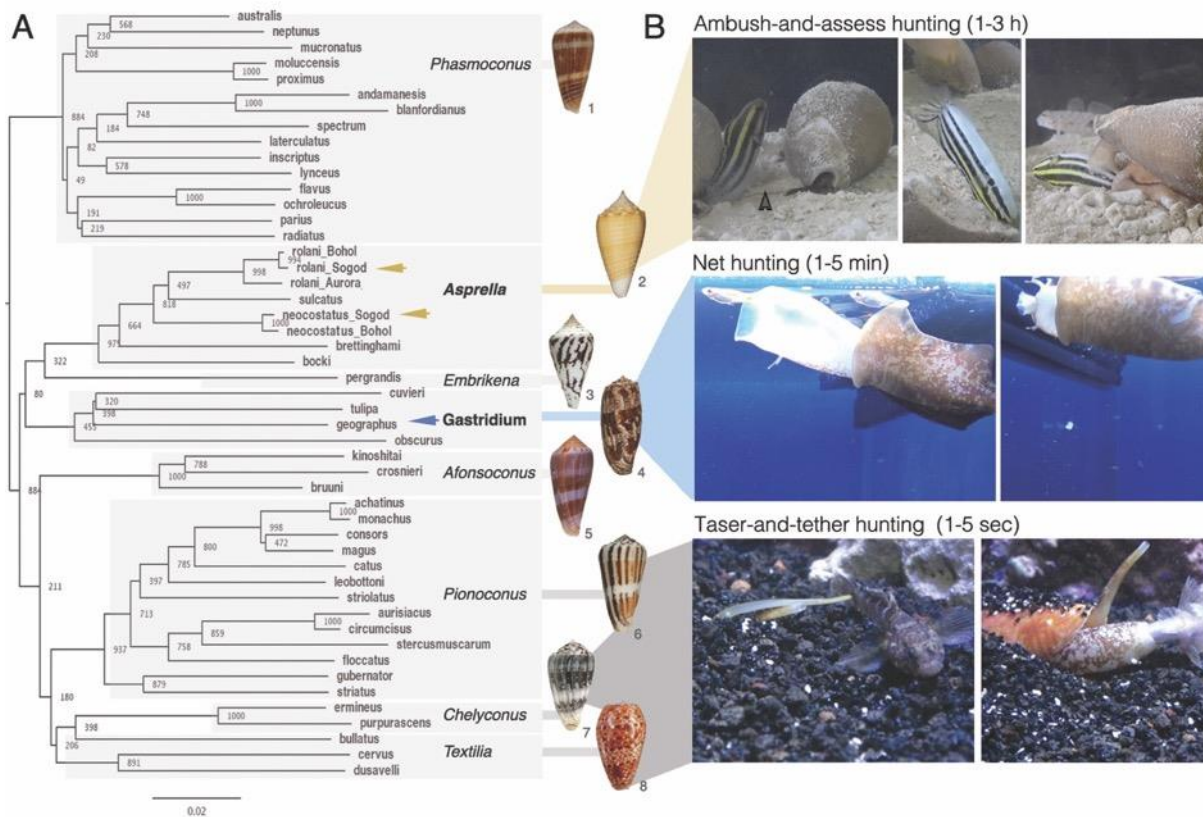 A
australis
568
neptunus
230
mucronatus
208
moluccensis
1000
proximus
Phasmoconus
1
andamanesis
1000
blanfordianus
748
884
spectrum
184
laterculatus
82
inscriptus
578
lynceus
49
flavus
1000
ochroleucus
191
parius
219
radiatus
rolani_Bohol
994
rolani_Sogod
998
rolani_Aurora
497
sulcatus
818
neocostatus_Sogod
1000
neocostatus_Bohol
664
brettinghami
975
bocki
322
Asprella
2
pergrandis
Embrikena
3
80
cuvieri
320
tulipa
398
geographus
Gastridium
453
obscurus
4
kinoshitai
788
crosnieri
Afonsoconus
1000
bruuni
5
884
achatinus
1000
monachus
998
consors
472
magus
800
catus
785
leobottoni
397
striolatus
211
713
aurisiacus
1000
circumcisus
859
stercusmuscarum
758
floccatus
937
gubernator
879
striatus
Pionoconus
6
180
ermineus
1000
Chelyconus
purpurascens
398
7
bullatus
206
Textilia
cervus
891
dusavelli
8
0.02
B
Ambush-and-assess hunting (1-3 h)
Net hunting (1-5 min)
Taser-and-tether hunting (1-5 sec)